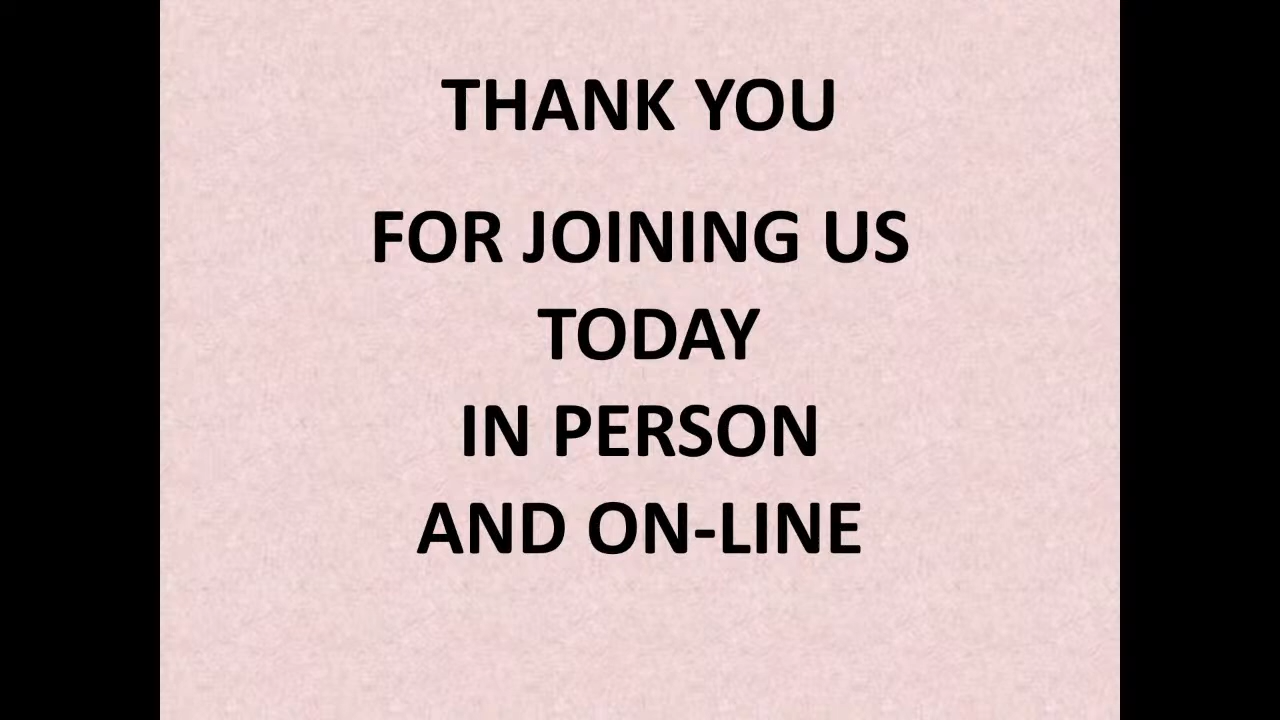 THANK YOU
FOR JOINING US
TODAY
IN PERSON
AND ON-LINE